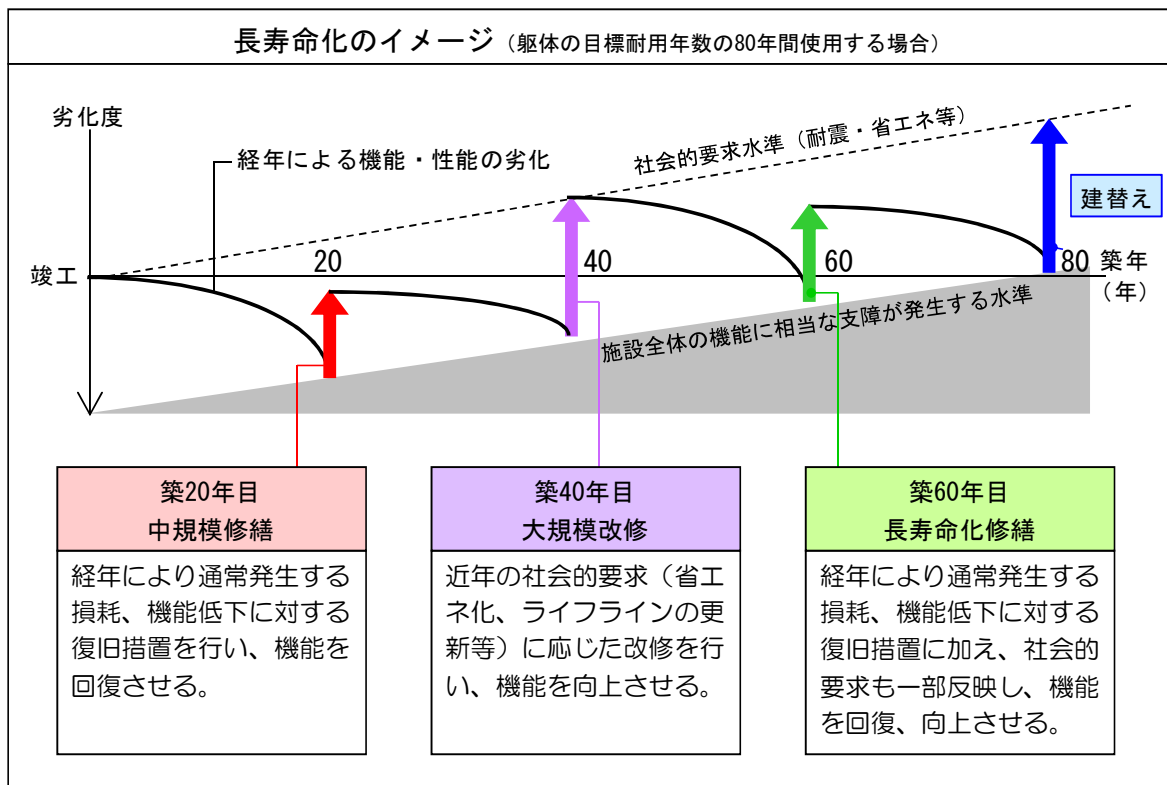 長寿命化のイメージ（躯体の目標耐用年数の80年間使用する場合）
劣化度
経年による機能・性能の劣化
社会的要求水準（耐震・省エネ等）
建替え
竣工
20
40
60
80
築年
（年）
施設全体の機能に相当な支障が発生する水準
築20年目
中規模修繕
経年により通常発生する
損耗、機能低下に対する
復旧措置を行い、機能を
回復させる。
築40年目
大規模改修
近年の社会的要求（省エ
ネ化、ライフラインの更
新等）に応じた改修を行
い、機能を向上させる。
築60年目
長寿命化修繕
経年により通常発生する
損耗、機能低下に対する
復旧措置に加え、社会的
要求も一部反映し、機能
を回復、向上させる。